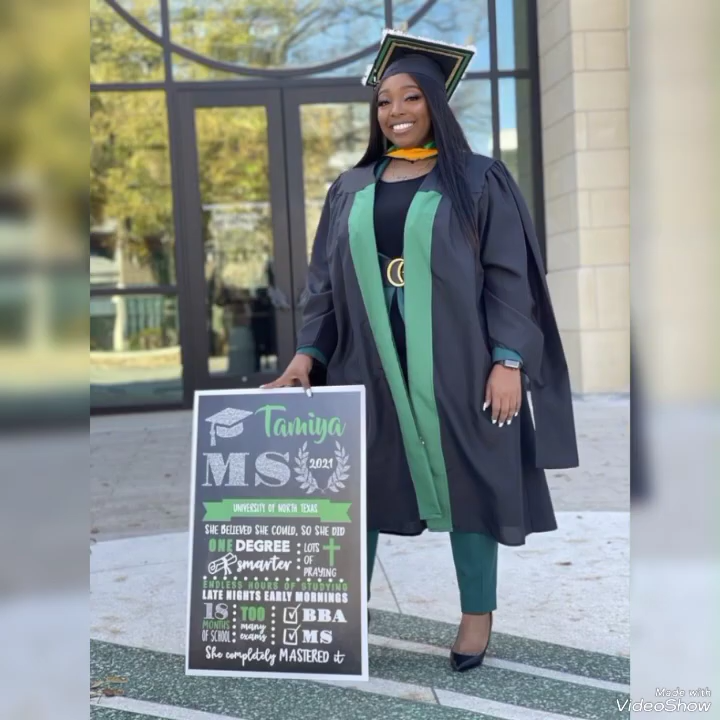 Tamiya
MS 2021
UNIVERSITY OF NORTH TEXAS
SHE BELIEVED SHE COULD, SO SHE DID
ONE DEGREE
smarter
LOTS
OF
PRAYING
ENDLESS HOURS OF STUDYING
LATE NIGHTS EARLY MORNINGS
18
MONTHS
OF SCHOOL
TOO
many
exams
BBA
MS
She completely MASTERED it
Made with
VideoShow